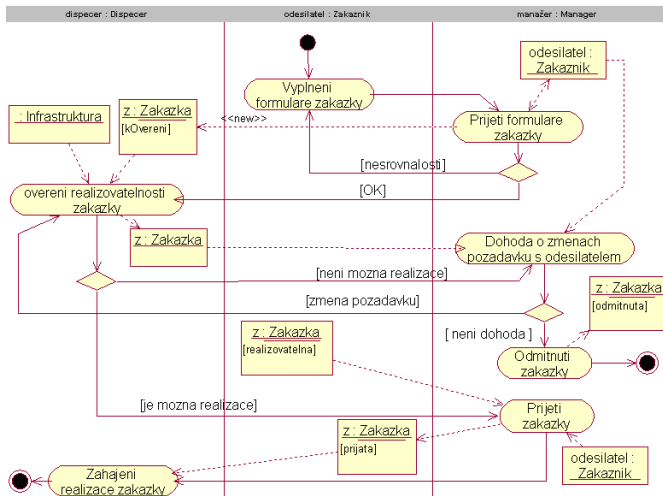 dispecer : Dispecer
odesilatel : Zakaznik
manažer : Manager
odesilatel :
Zakaznik
Vyplneni
formulare zakazky
: Infrastruktura
z : Zakazka
[kOvereni]
<<new>>
Prijeti formulare
zakazky
[nesrovnalosti]
[OK]
overeni realizovatelnosti
zakazky
z : Zakazka
Dohoda o zmenach
pozadavku s odesilatelem
[neni mozna realizace]
z : Zakazka
[odmitnuta]
[zmena pozadavku]
z : Zakazka
[realizovatelna]
[ neni dohoda ]
Odmitnuti
zakazky
[je mozna realizace]
Prijeti
zakazky
z : Zakazka
[prijata]
odesilatel :
Zakaznik
Zahajeni
realizace zakazky